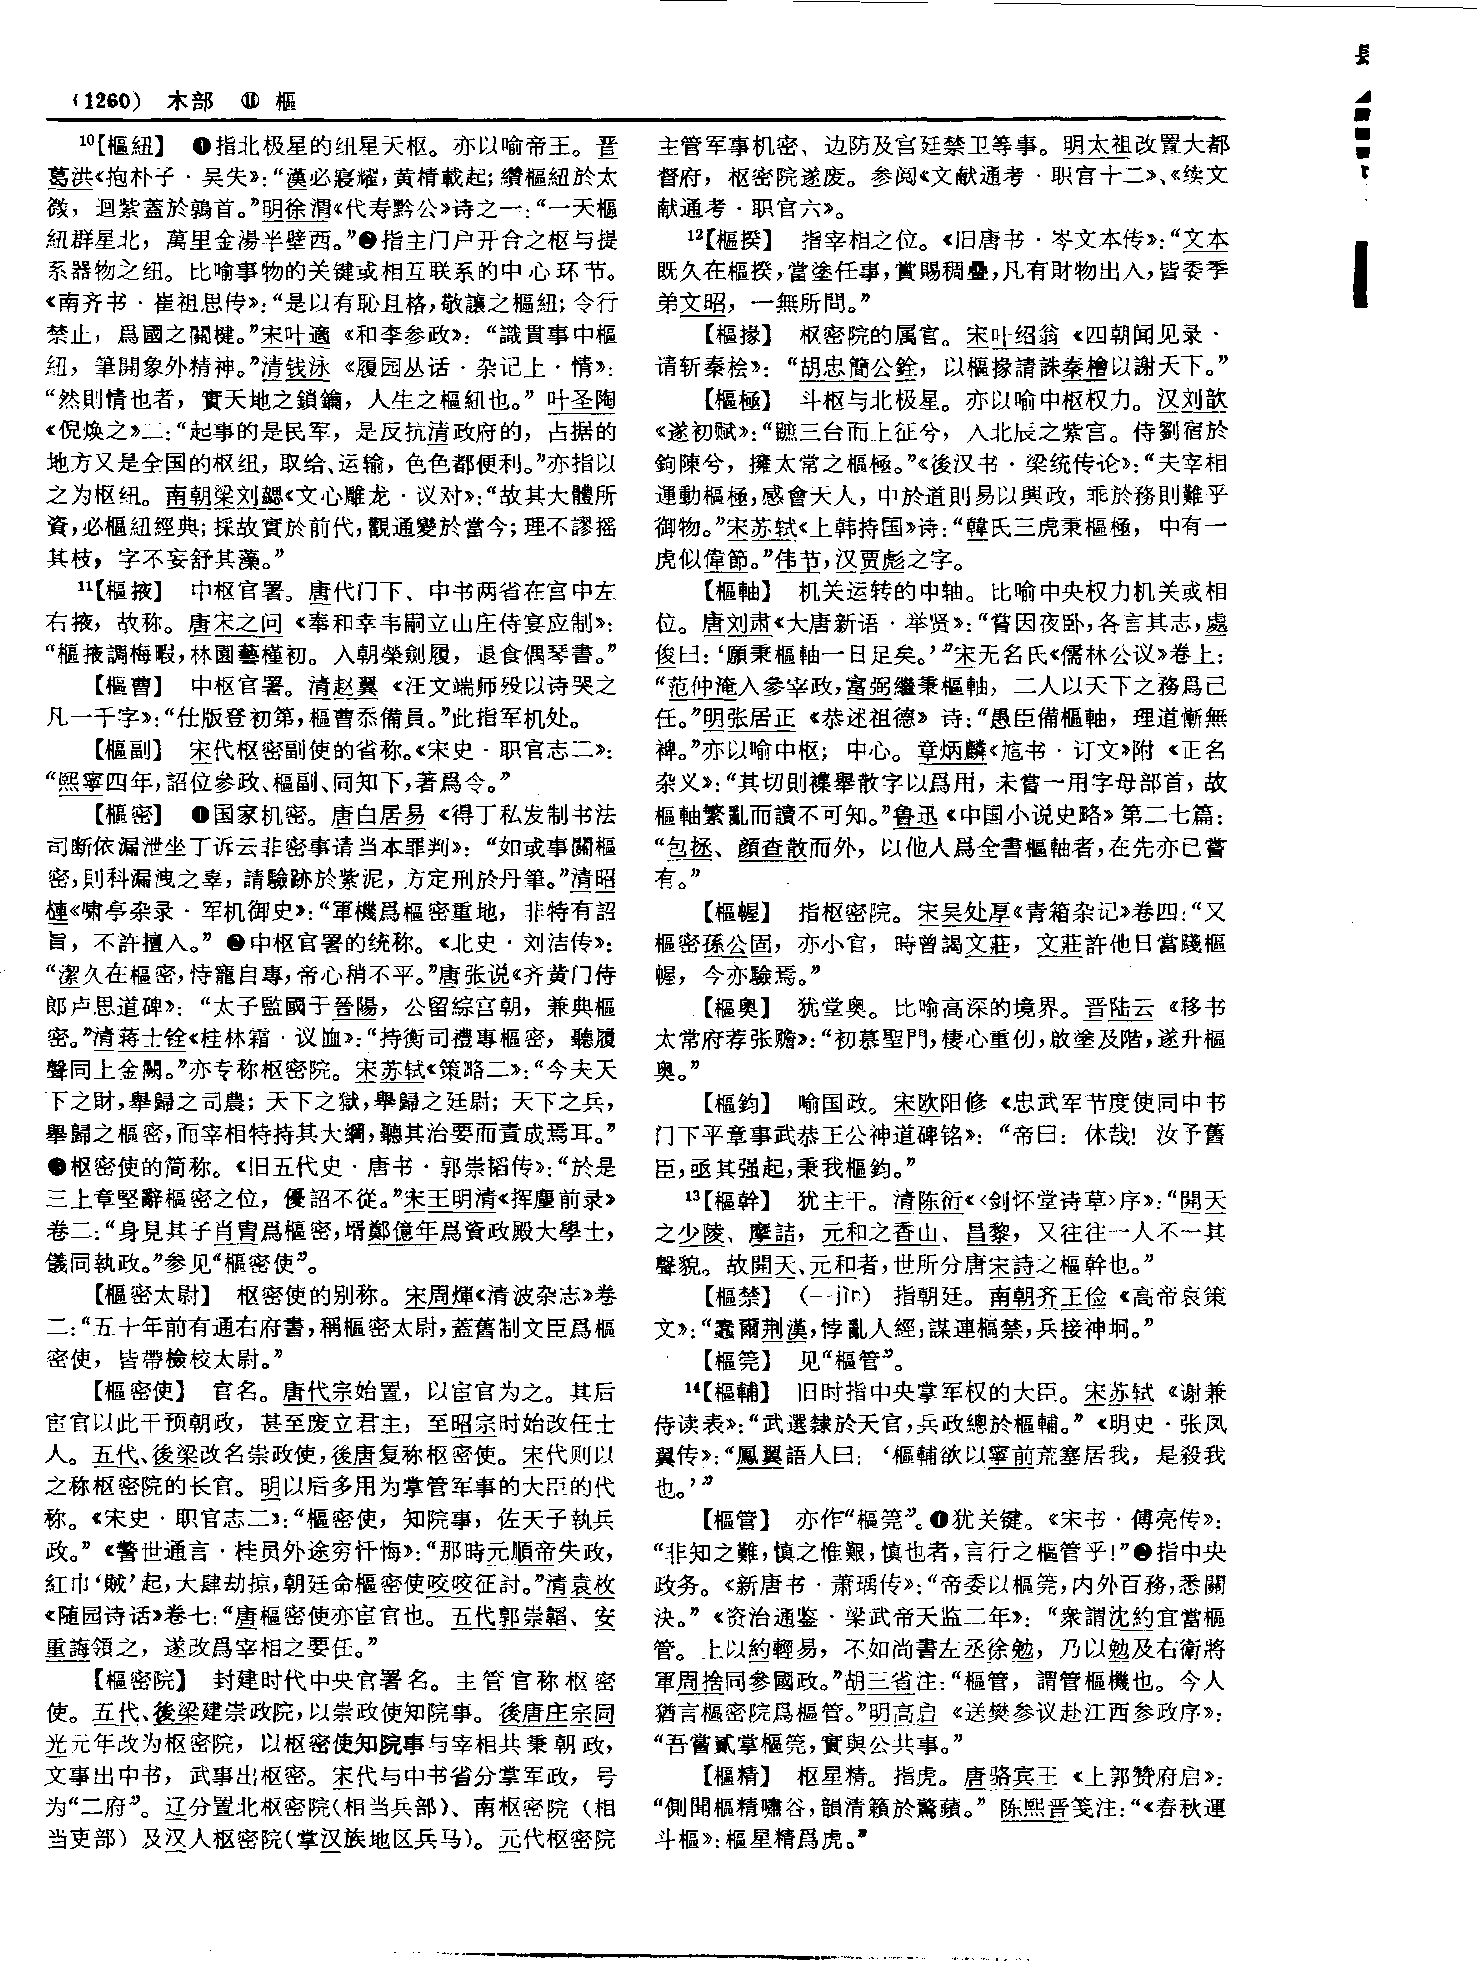 (1260) 木部 ⑪ 樞
¹⁰【樞紐】 ❶指北极星的纽星天枢。亦以喻帝王。晋
葛洪《抱朴子·吴失》：“漢必寢耀，黃精載起；纘樞紐於太
微，迴紫蓋於鶉首。”明徐渭《代寿黔公》诗之一：“一天樞
紐群星北，萬里金湯半壁西。”❷指主门户开合之枢与提
系器物之纽。比喻事物的关键或相互联系的中心环节。
《南齐书·崔祖思传》：“是以有恥且格，敬讓之樞紐；令行
禁止，爲國之關楗。”宋叶適《和李参政》：“識貫事中樞
紐，筆開象外精神。”清钱泳《履园丛话·杂记上·情》：
“然則情也者，實天地之鎖鑰，人生之樞紐也。”叶圣陶
《倪焕之》二：“起事的是民军，是反抗清政府的，占据的
地方又是全国的枢纽，取给、运输，色色都便利。”亦指以
之为枢纽。南朝梁刘勰《文心雕龙·议对》：“故其大體所
資，必樞紐經典；採故實於前代，觀通變於當今；理不謬摇
其枝，字不妄舒其藻。”
¹¹【樞掖】 中枢官署。唐代门下、中书两省在宫中左
右掖，故称。唐宋之问《奉和幸韦嗣立山庄侍宴应制》：
“樞掖調梅暇，林園藝槿初。入朝榮劍履，退食偶琴書。”
【樞曹】 中枢官署。清赵翼《汪文端师殁以诗哭之
凡一千字》：“仕版登初第，樞曹忝備員。”此指军机处。
【樞副】 宋代枢密副使的省称。《宋史·职官志二》：
“熙寧四年，詔位參政、樞副、同知下，著爲令。”
【樞密】 ❶国家机密。唐白居易《得丁私发制书法
司断依漏泄坐丁诉云非密事请当本罪判》：“如或事關樞
密，則科漏洩之辜，請驗跡於紫泥，方定刑於丹筆。”清昭
槤《啸亭杂录·军机御史》：“軍機爲樞密重地，非特有詔
旨，不許擅入。”❷中枢官署的统称。《北史·刘洁传》：
“潔久在樞密，恃寵自專，帝心稍不平。”唐张说《齐黄门侍
郎卢思道碑》：“太子監國于晉陽，公留綜宫朝，兼典樞
密。”清蒋士铨《桂林霜·议恤》：“持衡司禮專樞密，聽履
聲同上金闕。”亦专称枢密院。宋苏轼《策略二》：“今夫天
下之財，舉歸之司農；天下之獄，舉歸之廷尉；天下之兵，
舉歸之樞密，而宰相特持其大綱，聽其治要而責成焉耳。”
❸枢密使的简称。《旧五代史·唐书·郭崇韬传》：“於是
三上章堅辭樞密之位，優詔不從。”宋王明清《挥麈前录》
卷二：“身見其子肖胄爲樞密，壻鄭億年爲資政殿大學士，
儀同執政。”参见“樞密使”。
【樞密太尉】 枢密使的别称。宋周煇《清波杂志》卷
二：“五十年前有通右府書，稱樞密太尉，蓋舊制文臣爲樞
密使，皆帶檢校太尉。”
【樞密使】 官名。唐代宗始置，以宦官为之。其后
宦官以此干预朝政，甚至废立君主，至昭宗时始改任士
人。五代、後梁改名崇政使，後唐复称枢密使。宋代则以
之称枢密院的长官。明以后多用为掌管军事的大臣的代
称。《宋史·职官志二》：“樞密使，知院事，佐天子執兵
政。”《警世通言·桂员外途穷忏悔》：“那時元順帝失政，
紅巾‘賊’起，大肆劫掠，朝廷命樞密使咬咬征討。”清袁枚
《随园诗话》卷七：“唐樞密使亦宦官也。五代郭崇韜、安
重誨領之，遂改爲宰相之要任。”
【樞密院】 封建时代中央官署名。主管官称枢密
使。五代、後梁建崇政院，以崇政使知院事。後唐庄宗同
光元年改为枢密院，以枢密使知院事与宰相共秉朝政，
文事出中书，武事出枢密。宋代与中书省分掌军政，号
为“二府”。辽分置北枢密院（相当兵部）、南枢密院（相
当吏部）及汉人枢密院（掌汉族地区兵马）。元代枢密院
主管军事机密、边防及宫廷禁卫等事。明太祖改置大都
督府，枢密院遂废。参阅《文献通考·职官十二》、《续文
献通考·职官六》。
¹²【樞揆】 指宰相之位。《旧唐书·岑文本传》：“文本
既久在樞揆，當塗任事，賞賜稠疊，凡有財物出入，皆委季
弟文昭，一無所問。”
【樞掾】 枢密院的属官。宋叶绍翁《四朝闻见录·
请斩秦桧》：“胡忠簡公銓，以樞掾請誅秦檜以謝天下。”
【樞極】 斗枢与北极星。亦以喻中枢权力。汉刘歆
《遂初赋》：“蹠三台而上征兮，入北辰之紫宫。侍劉宿於
鉤陳兮，擁太常之樞極。”《後汉书·梁统传论》：“夫宰相
運動樞極，感會天人，中於道則易以興政，乖於務則難乎
御物。”宋苏轼《上韩持国》诗：“韓氏三虎秉樞極，中有一
虎似偉節。”伟节，汉贾彪之字。
【樞軸】 机关运转的中轴。比喻中央权力机关或相
位。唐刘肃《大唐新语·举贤》：“嘗因夜卧，各言其志，處
俊曰：‘願秉樞軸一日足矣。’”宋无名氏《儒林公议》卷上：
“范仲淹入參宰政，富弼繼秉樞軸，二人以天下之務爲己
任。”明张居正《恭述祖德》诗：“愚臣備樞軸，理道慚無
裨。”亦以喻中枢；中心。章炳麟《訄书·订文》附《正名
杂义》：“其切則襍舉散字以爲用，未嘗一用字母部首，故
樞軸繁亂而讀不可知。”鲁迅《中国小说史略》第二七篇：
“包拯、顔查散而外，以他人爲全書樞軸者，在先亦已嘗
有。”
【樞幄】 指枢密院。宋吴处厚《青箱杂记》卷四：“又
樞密孫公固，亦小官，時曾謁文莊，文莊許他日當踐樞
幄，今亦驗焉。”
【樞奧】 犹堂奥。比喻高深的境界。晋陆云《移书
太常府荐张赡》：“初慕聖門，棲心重仞，啟塗及階，遂升樞
奥。”
【樞鈞】 喻国政。宋欧阳修《忠武军节度使同中书
门下平章事武恭王公神道碑铭》：“帝曰：休哉！汝予舊
臣，亟其强起，秉我樞鈞。”
¹³【樞幹】 犹主干。清陈衍《〈剑怀堂诗草〉序》：“開天
之少陵、摩詰，元和之香山、昌黎，又往往一人不一其
聲貌。故開天、元和者，世所分唐宋詩之樞幹也。”
【樞禁】 （—jìn） 指朝廷。南朝齐王俭《高帝哀策
文》：“蠢爾荆漢，悖亂人經；謀連樞禁，兵接神坰。”
【樞筦】 见“樞管”。
¹⁴【樞輔】 旧时指中央掌军权的大臣。宋苏轼《谢兼
侍读表》：“武選隸於天官，兵政總於樞輔。”《明史·张凤
翼传》：“鳳翼語人曰：‘樞輔欲以寧前荒塞居我，是殺我
也。’”
【樞管】 亦作“樞筦”。❶犹关键。《宋书·傅亮传》：
“非知之難，慎之惟艱，慎也者，言行之樞管乎！”❷指中央
政务。《新唐书·萧瑀传》：“帝委以樞筦，内外百務，悉關
決。”《资治通鉴·梁武帝天监二年》：“衆謂沈約宜當樞
管。上以約輕易，不如尚書左丞徐勉，乃以勉及右衛將
軍周捨同參國政。”胡三省注：“樞管，謂管樞機也。今人
猶言樞密院爲樞管。”明高启《送樊参议赴江西参政序》：
“吾嘗貳掌樞筦，實與公共事。”
【樞精】 枢星精。指虎。唐骆宾王《上郭赞府启》：
“側聞樞精嘯谷，韻清籟於驚蘋。”陈熙晋笺注：“《春秋運
斗樞》：樞星精爲虎。”